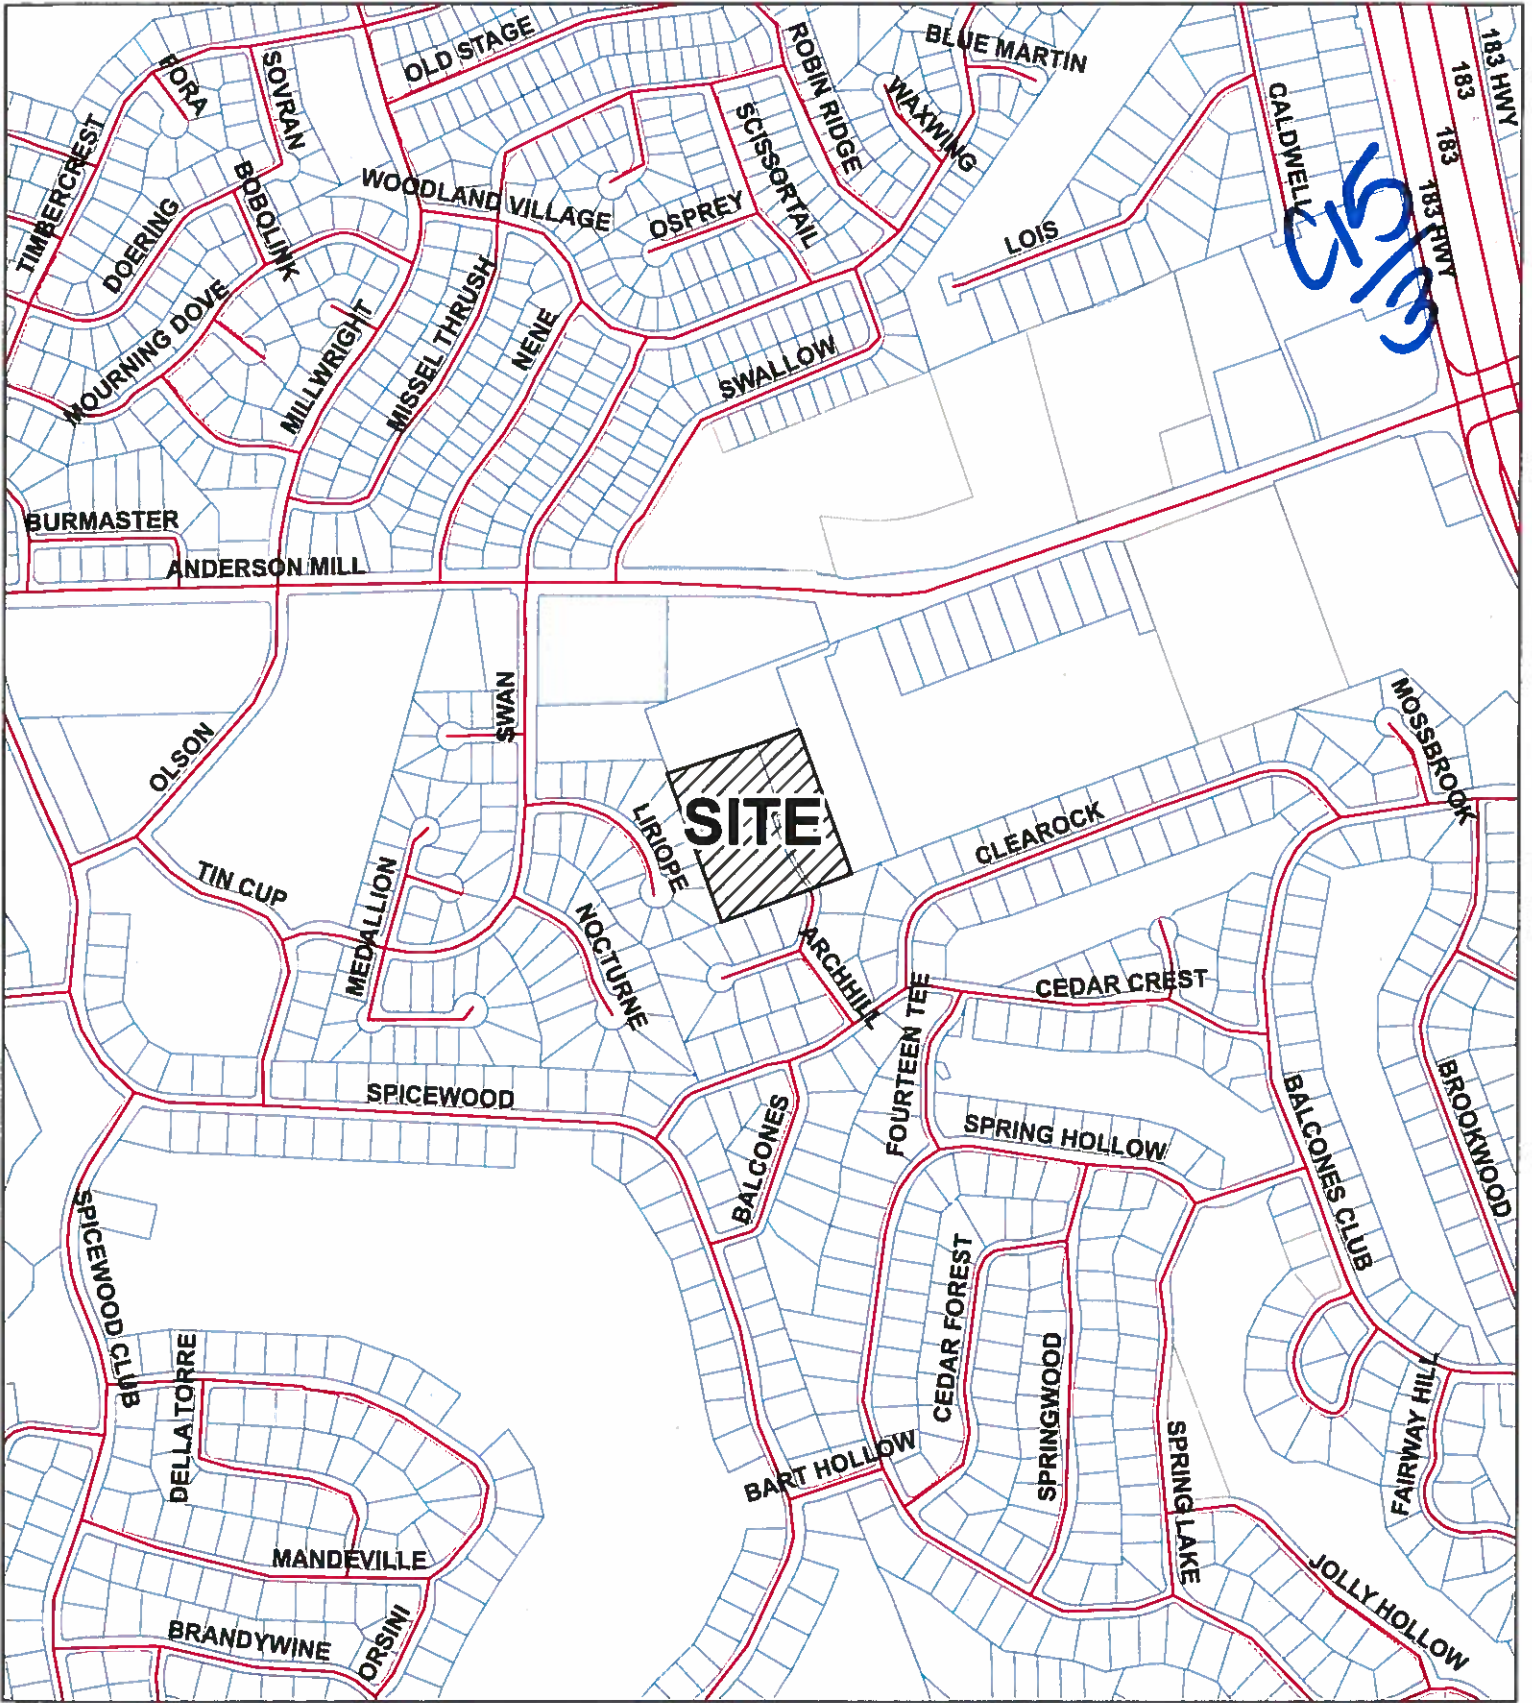 OLD STAGE
BLUE MARTIN
ROBIN RIDGE
183 HWY
183
FORA
SOVRAN
WAXWING
CALDWELL
SCISSORTAIL
183
TIMBERCREST
BOBOLINK
WOODLAND VILLAGE
OSPREY
183 HWY
C15/13
DOERING
LOIS
MOURNING DOVE
MILLWRIGHT
MISSEL THRUSH
NENE
SWALLOW
BURMASTER
ANDERSON MILL
SWAN
MOSSBROOK
OLSON
LIRIOPE
SITE
CLEAROCK
TIN CUP
MEDALLION
NOCTURNE
ARCHHILL
CEDAR CREST
FOURTEEN TEE
SPICEWOOD
BALCONES
SPRING HOLLOW
BALCONES CLUB
BROOKWOOD
SPICEWOOD CLUB
CEDAR FOREST
SPRINGWOOD
DELLA TORRE
FAIRWAY HILL
BART HOLLOW
SPRING LAKE
MANDEVILLE
JOLLY HOLLOW
BRANDYWINE
ORSINI